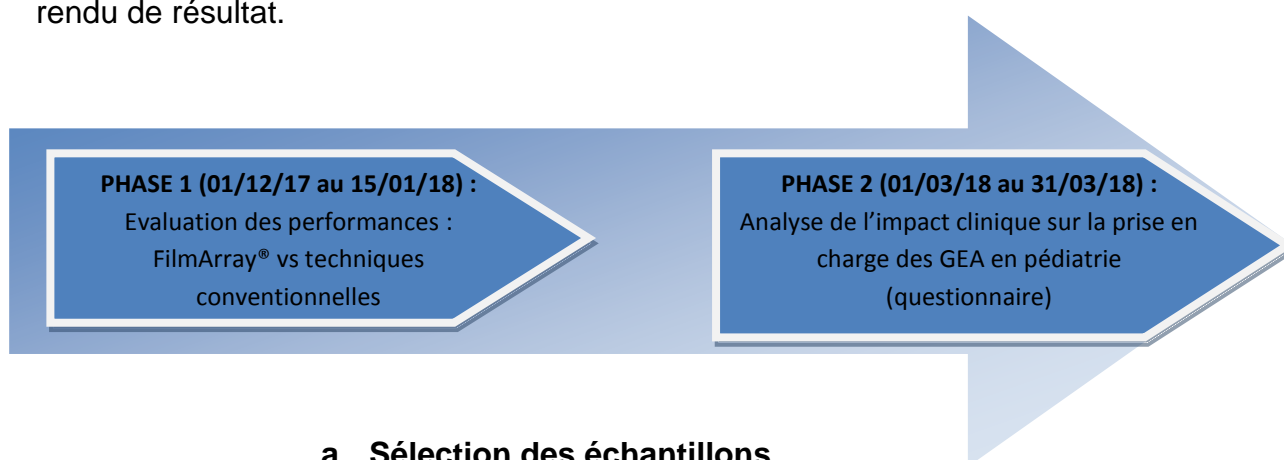 rendu de résultat.
PHASE 1 (01/12/17 au 15/01/18) :
Evaluation des performances :
FilmArray® vs techniques
conventionnelles
PHASE 2 (01/03/18 au 31/03/18) :
Analyse de l’impact clinique sur la prise en
charge des GEA en pédiatrie
(questionnaire)
a Sélection des échantillons